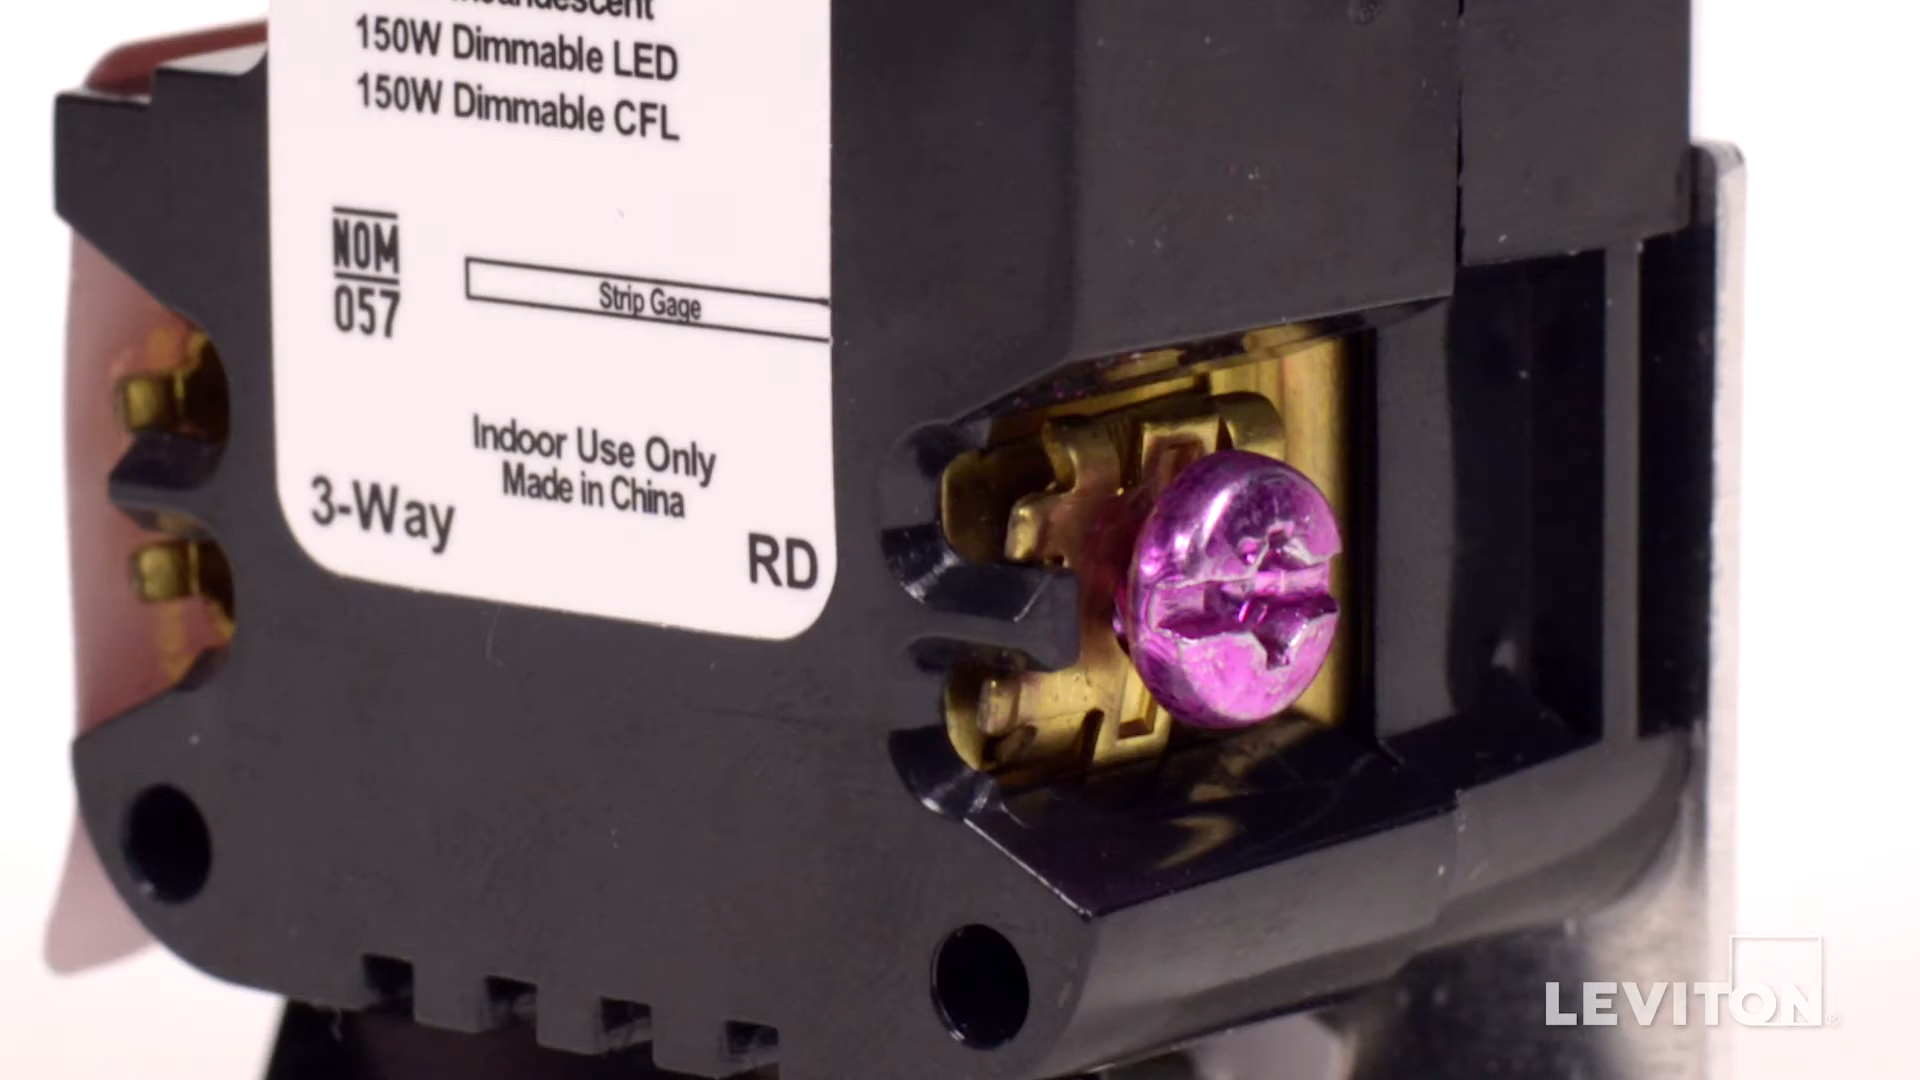 150W Dimmable LED
150W Dimmable CFL
NOM
057
Strip Gage
Indoor Use Only
Made in China
3-Way
RD
LEVITON